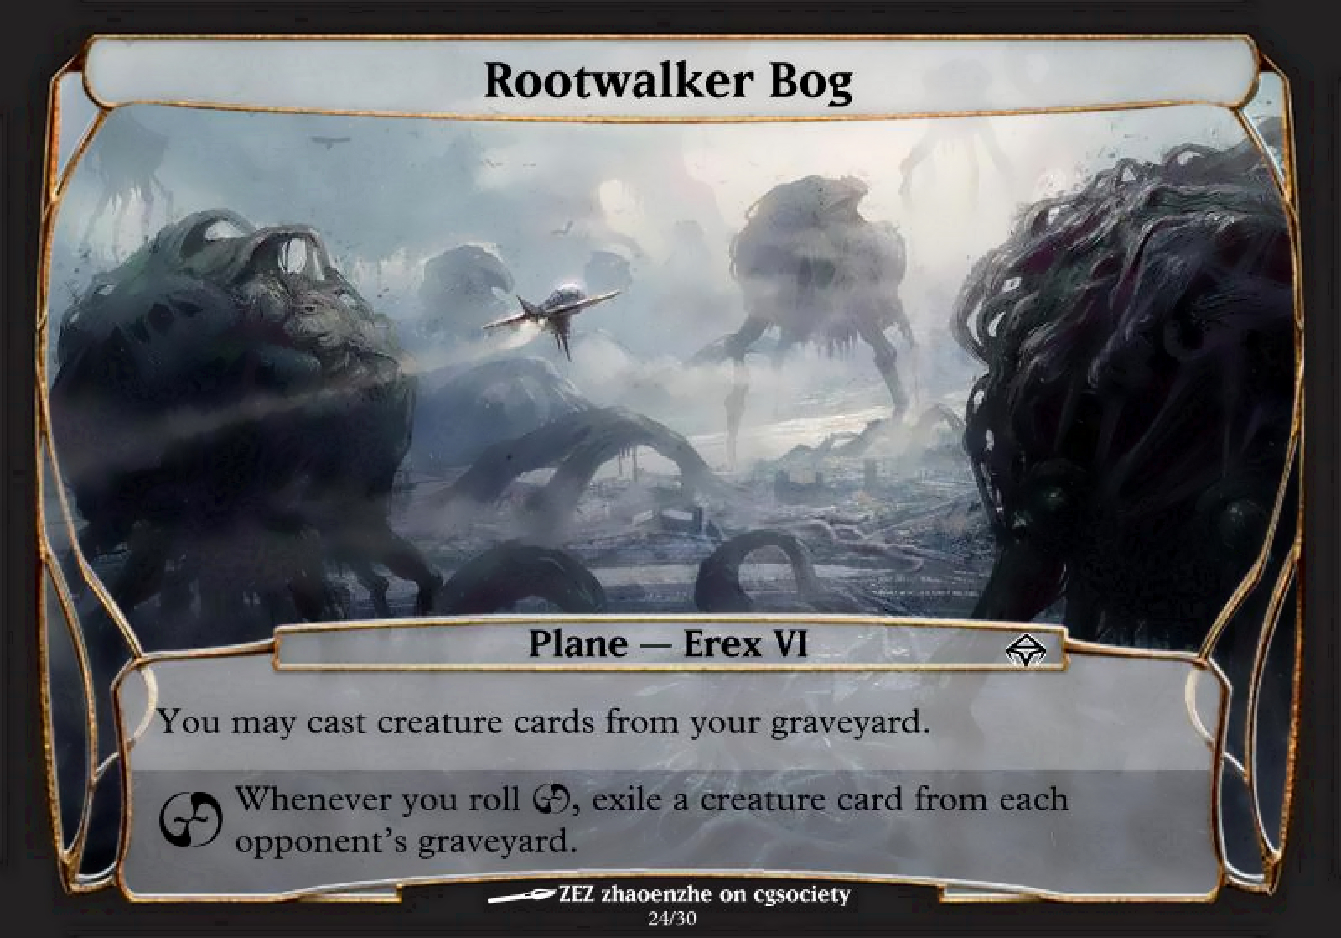 Rootwalker Bog
Plane — Erex VI
You may cast creature cards from your graveyard.
Whenever you roll , exile a creature card from each
opponent's graveyard.
ZEZ zhaoenzhe on cgsociety
24/30